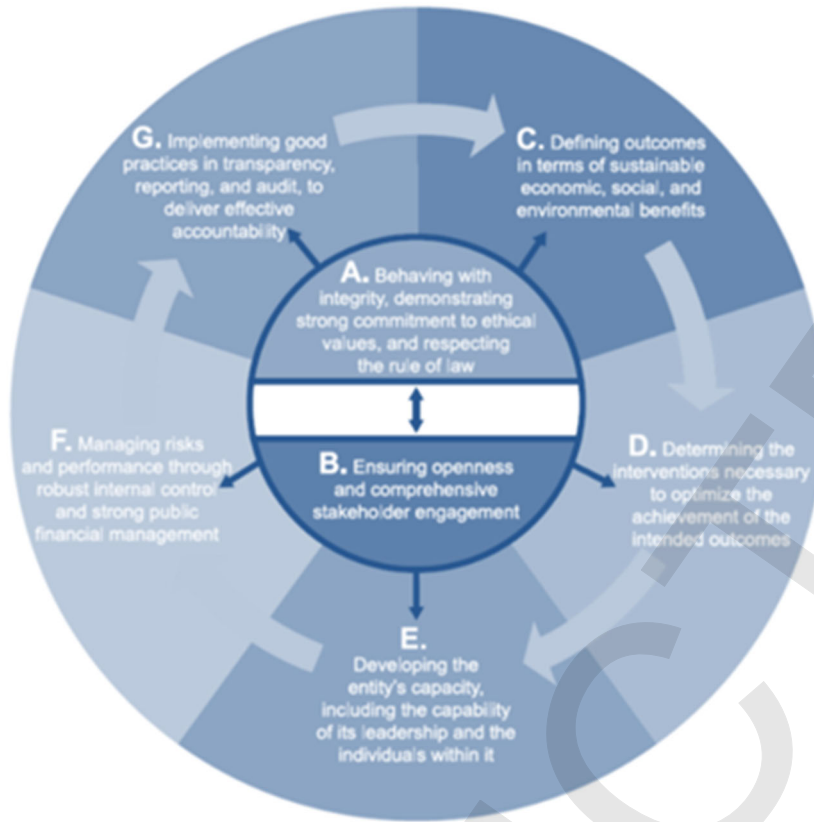 A. Behaving with
integrity, demonstrating
strong commitment to ethical
values, and respecting
the rule of law
B. Ensuring openness
and comprehensive
stakeholder engagement
C. Defining outcomes
in terms of sustainable
economic, social, and
environmental benefits
D. Determining the
interventions necessary
to optimize the
achievement of the
intended outcomes
E.
Developing the
entity's capacity,
including the capability
of its leadership and the
individuals within it
F. Managing risks
and performance through
robust internal control
and strong public
financial management
G. Implementing good
practices in transparency,
reporting, and audit, to
deliver effective
accountability